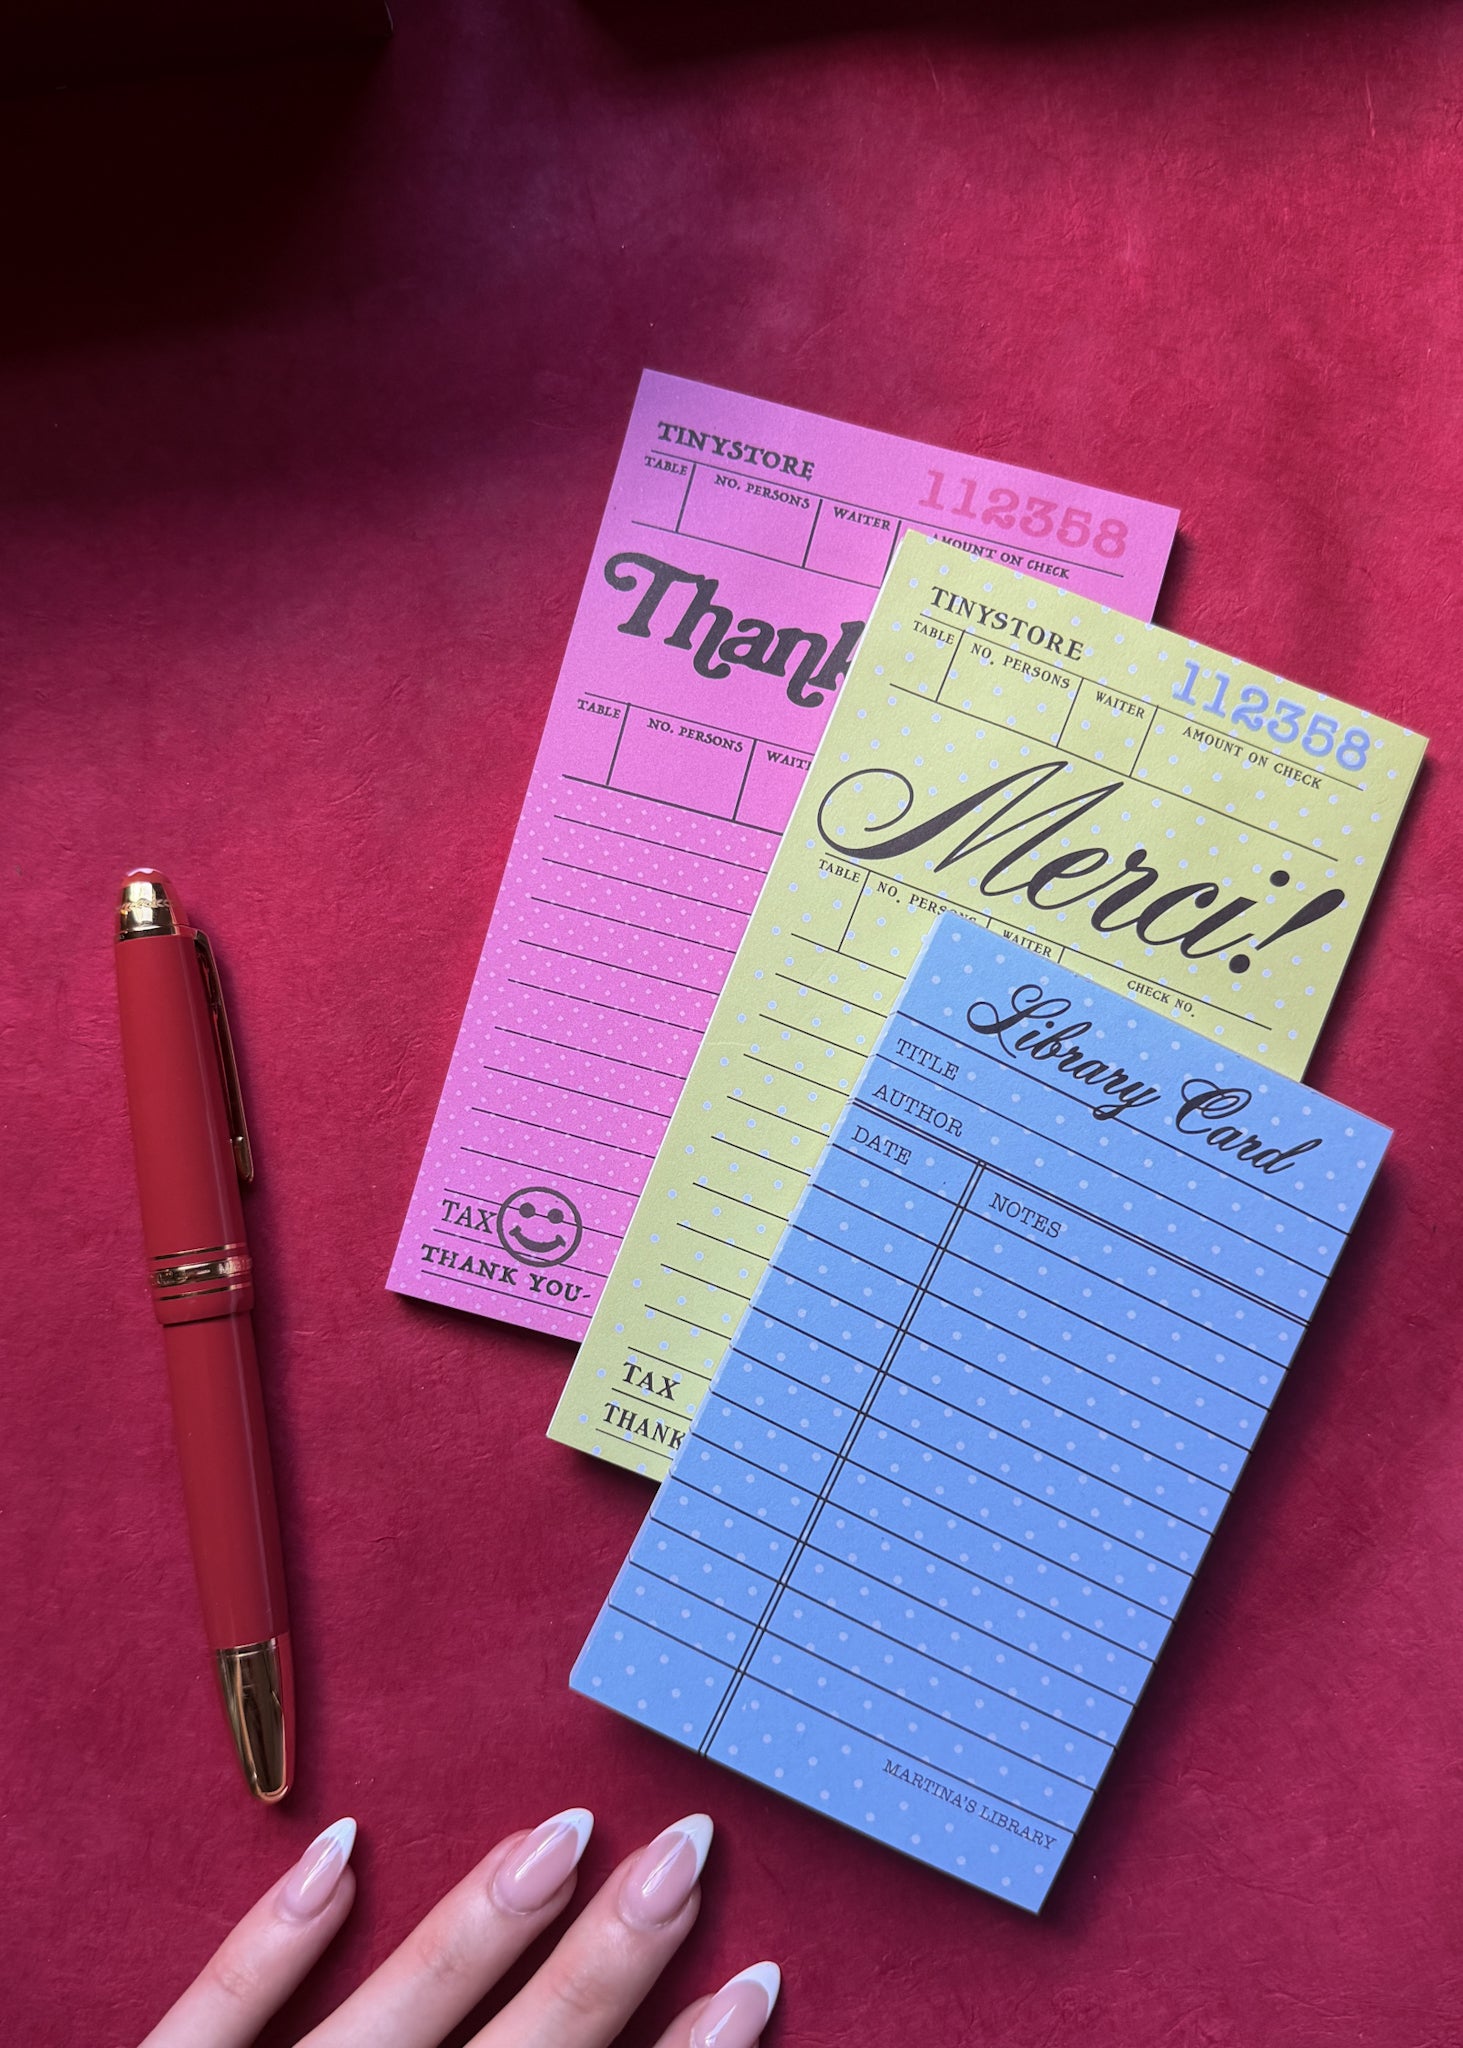 TINYSTORE
112358
TABLE NO. PERSONS WAITER AMOUNT ON CHECK
Thank
TABLE NO. PERSONS
TAX
THANK YOU
TINYSTORE
112358
TABLE NO. PERSONS WAITER AMOUNT ON CHECK
Merci!
TABLE NO. PERSONS WAITER CHECK NO.
TAX
THANK
Library Card
TITLE
AUTHOR
DATE NOTES
MARTINA'S LIBRARY